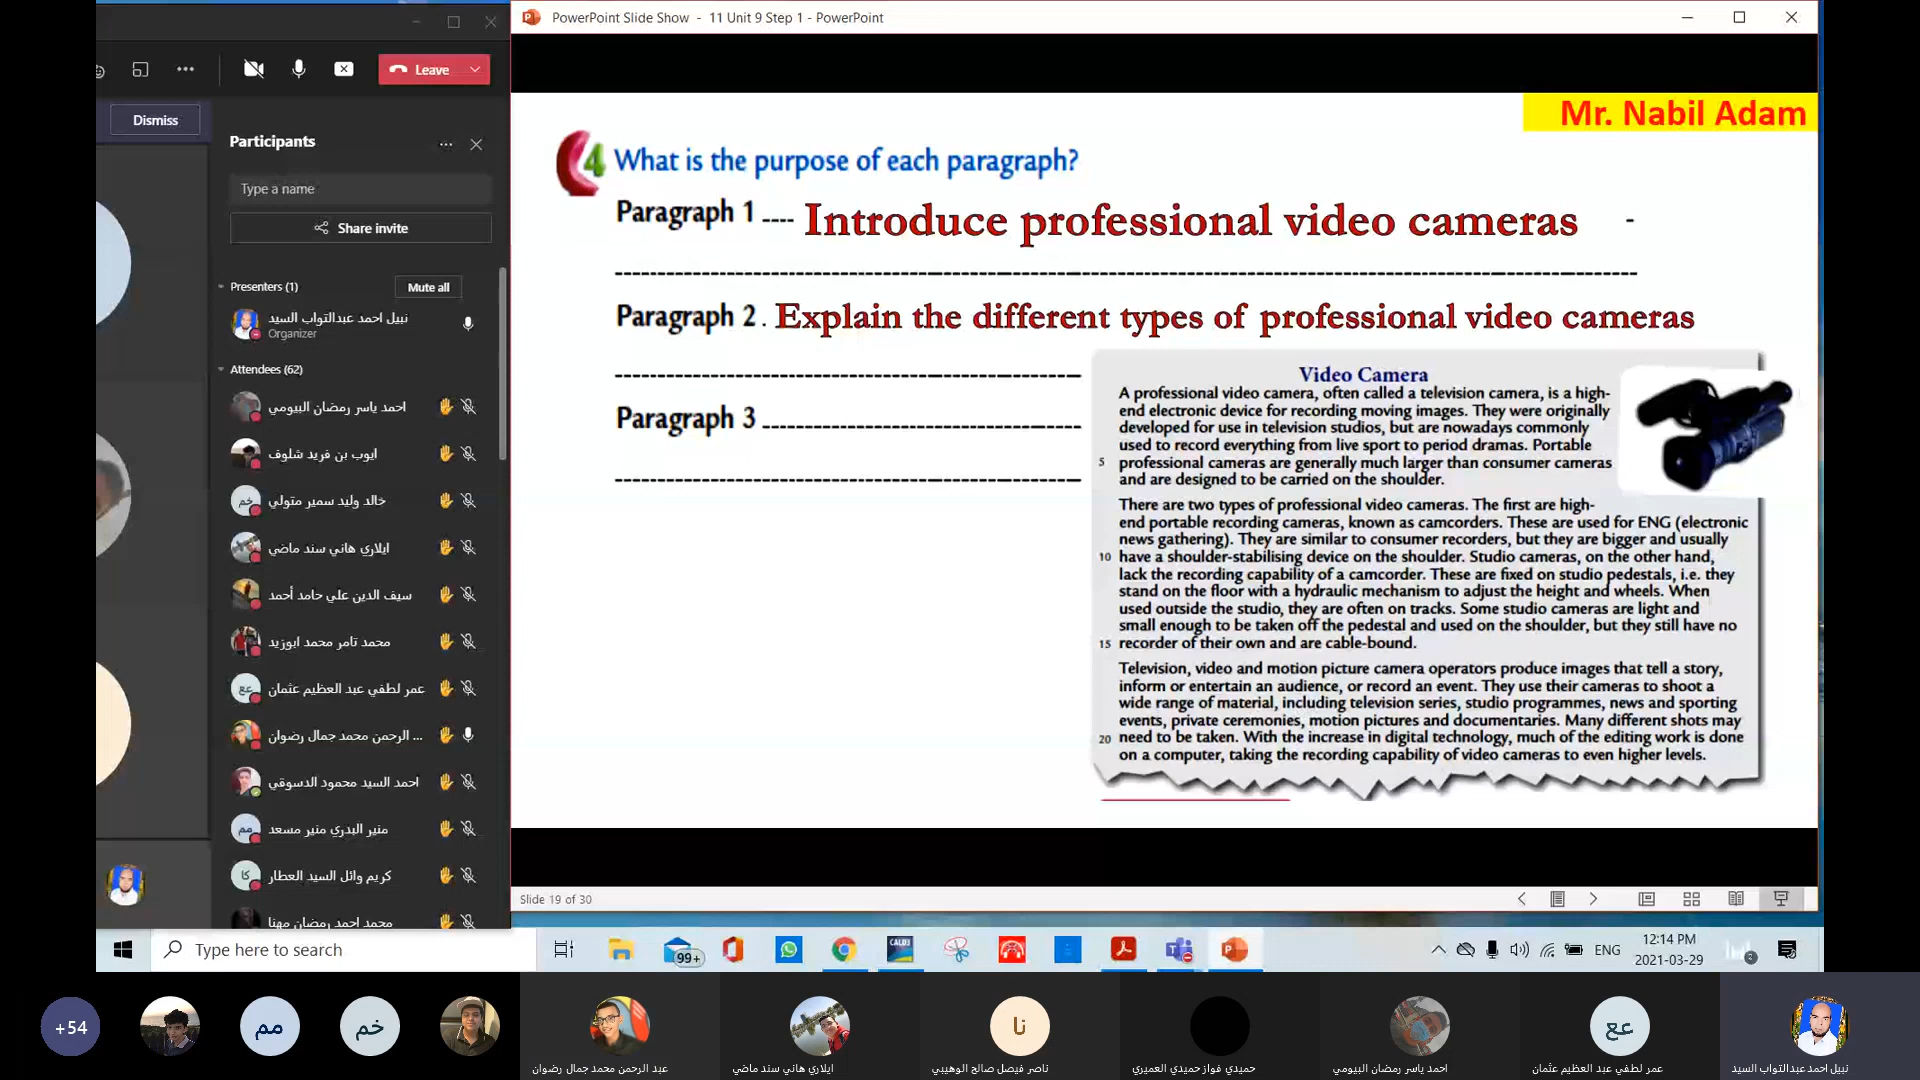 PowerPoint Slide Show - 11 Unit 9 Step 1 - PowerPoint
Leave
Dismiss
Participants
Type a name
Share invite
Presenters (1)
Mute all
نبيل احمد عبدالتواب السيد
Organizer
Attendees (62)
احمد ياسر رمضان البيومي
ايوب بن فريد شلوف
خم
خالد وليد سمير متولي
ايلاري هاني سند ماضي
سيف الدين علي حامد أحمد
محمد تامر محمد ابوزيد
عع
عمر لطفي عبد العظيم عثمان
... الرحمن محمد جمال رضوان
احمد السيد محمود الدسوقي
مم
منير البدري منير مسعد
كا
كريم وائل السيد العطار
محمد احمد رمضان مهنا
Mr. Nabil Adam
4 What is the purpose of each paragraph?
Paragraph 1 ---- Introduce professional video cameras -
Paragraph 2 . Explain the different types of professional video cameras
Paragraph 3
Video Camera
A professional video camera, often called a television camera, is a high-
end electronic device for recording moving images. They were originally
developed for use in television studios, but are nowadays commonly
used to record everything from live sport to period dramas. Portable
5 professional cameras are generally much larger than consumer cameras
and are designed to be carried on the shoulder.
There are two types of professional video cameras. The first are high-
end portable recording cameras, known as camcorders. These are used for ENG (electronic
news gathering). They are similar to consumer recorders, but they are bigger and usually
10 have a shoulder-stabilising device on the shoulder. Studio cameras, on the other hand,
lack the recording capability of a camcorder. These are fixed on studio pedestals, i.e. they
stand on the floor with a hydraulic mechanism to adjust the height and wheels. When
used outside the studio, they are often on tracks. Some studio cameras are light and
small enough to be taken off the pedestal and used on the shoulder, but they still have no
15 recorder of their own and are cable-bound.
Television, video and motion picture camera operators produce images that tell a story,
inform or entertain an audience, or record an event. They use their cameras to shoot a
wide range of material, including television series, studio programmes, news and sporting
events, private ceremonies, motion pictures and documentaries. Many different shots may
20 need to be taken. With the increase in digital technology, much of the editing work is done
on a computer, taking the recording capability of video cameras to even higher levels.
Slide 19 of 30
Type here to search
99+
CALD3
ENG
12:14 PM
2021-03-29
2
+54
مم
خم
نا
عع
عبد الرحمن محمد جمال رضوان
ايلاري هاني سند ماضي
ناصر فيصل صالح الوهيبي
حميدي فواز حميدي العميري
احمد ياسر رمضان البيومي
عمر لطفي عبد العظيم عثمان
نبيل احمد عبدالتواب السيد